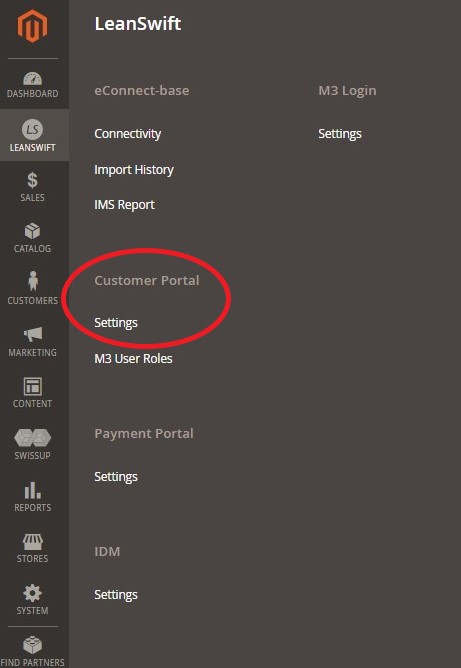 LeanSwift
eConnect-base
Connectivity
Import History
IMS Report
M3 Login
Settings
Customer Portal
Settings
M3 User Roles
Payment Portal
Settings
IDM
Settings
DASHBOARD
LS
LEANSWIFT
$
SALES
CATALOG
CUSTOMERS
MARKETING
CONTENT
SWISSUP
REPORTS
STORES
SYSTEM
FIND PARTNERS